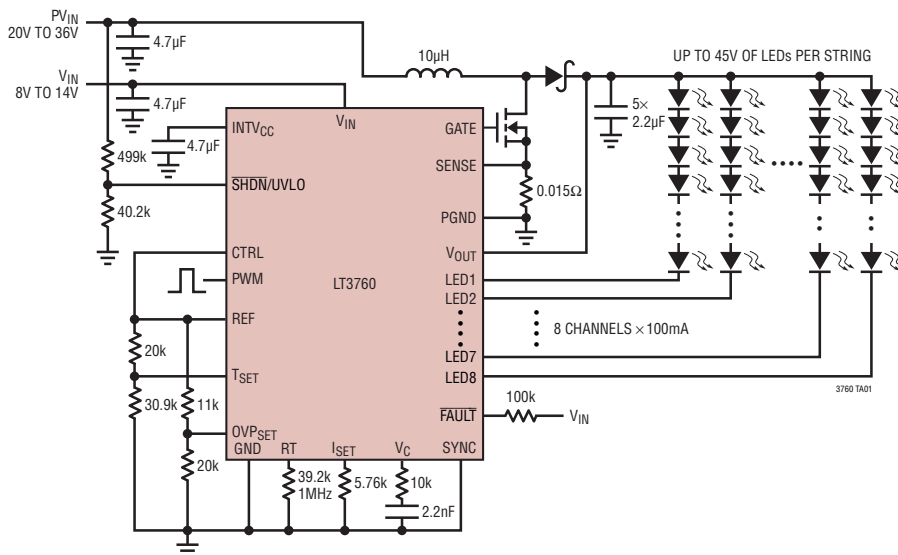 PVIN
20V TO 36V
4.7µF
10µH
UP TO 45V OF LEDs PER STRING
VIN
8V TO 14V
4.7µF
5×
2.2µF
INTVCC
VIN
GATE
4.7µF
499k
SENSE
SHDN/UVLO
0.015Ω
40.2k
PGND
CTRL
VOUT
PWM
LT3760
LED1
LED2
REF
8 CHANNELS × 100mA
20k
LED7
TSET
LED8
3760 TA01
30.9k
11k
100k
FAULT
VIN
OVPSET
GND
RT
ISET
VC
SYNC
20k
39.2k
1MHz
5.76k
10k
2.2nF